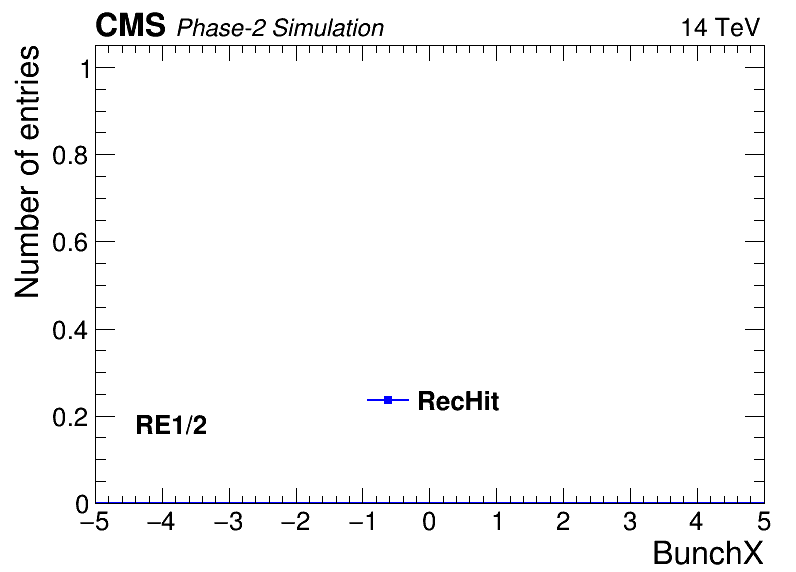 CMS Phase-2 Simulation 14 TeV
Number of entries
1
0.8
0.6
0.4
0.2
0
RecHit
RE1/2
−5 −4 −3 −2 −1 0 1 2 3 4 5
BunchX